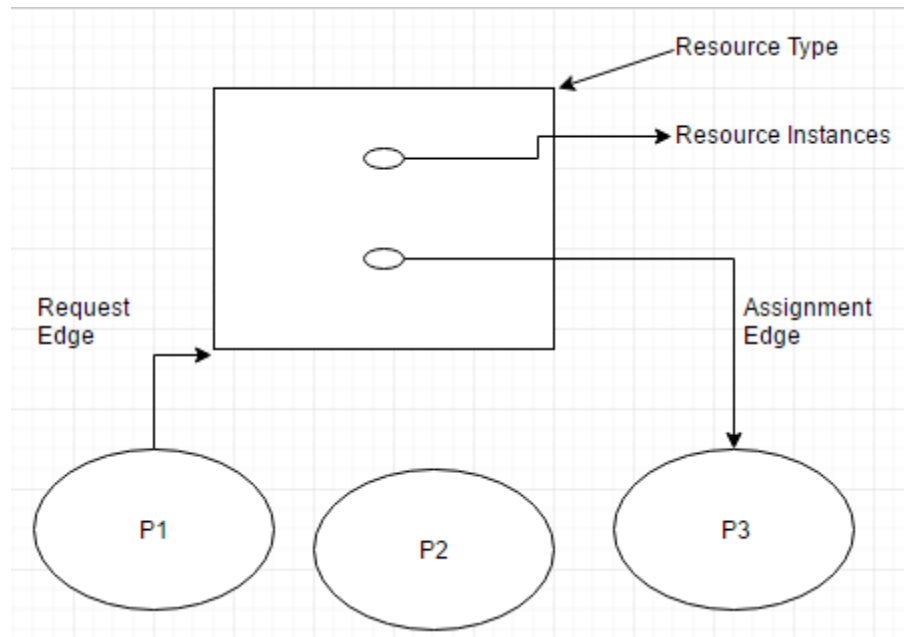 Resource Type
Resource Instances
Request
Edge
Assignment
Edge
P1
P2
P3